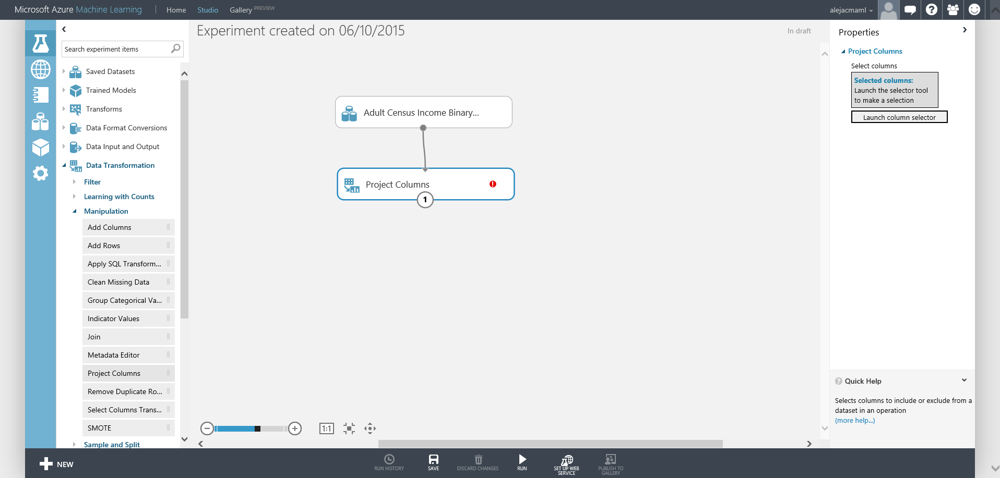 Microsoft Azure Machine Learning
Home
Studio
Gallery PREVIEW
alejacmaml
Search experiment items
Saved Datasets
Trained Models
Transforms
Data Format Conversions
Data Input and Output
Data Transformation
Filter
Learning with Counts
Manipulation
Add Columns
Add Rows
Apply SQL Transform...
Clean Missing Data
Group Categorical Va...
Indicator Values
Join
Metadata Editor
Project Columns
Remove Duplicate Ro...
Select Columns Trans...
SMOTE
Sample and Split
Experiment created on 06/10/2015
In draft
Adult Census Income Binary...
Project Columns
1
1:1
Properties
Project Columns
Select columns
Selected columns:
Launch the selector tool
to make a selection
Launch column selector
Quick Help
Selects columns to include or exclude from a
dataset in an operation
(more help...)
NEW
RUN HISTORY
SAVE
DISCARD CHANGES
RUN
SET UP WEB
SERVICE
PUBLISH TO
GALLERY